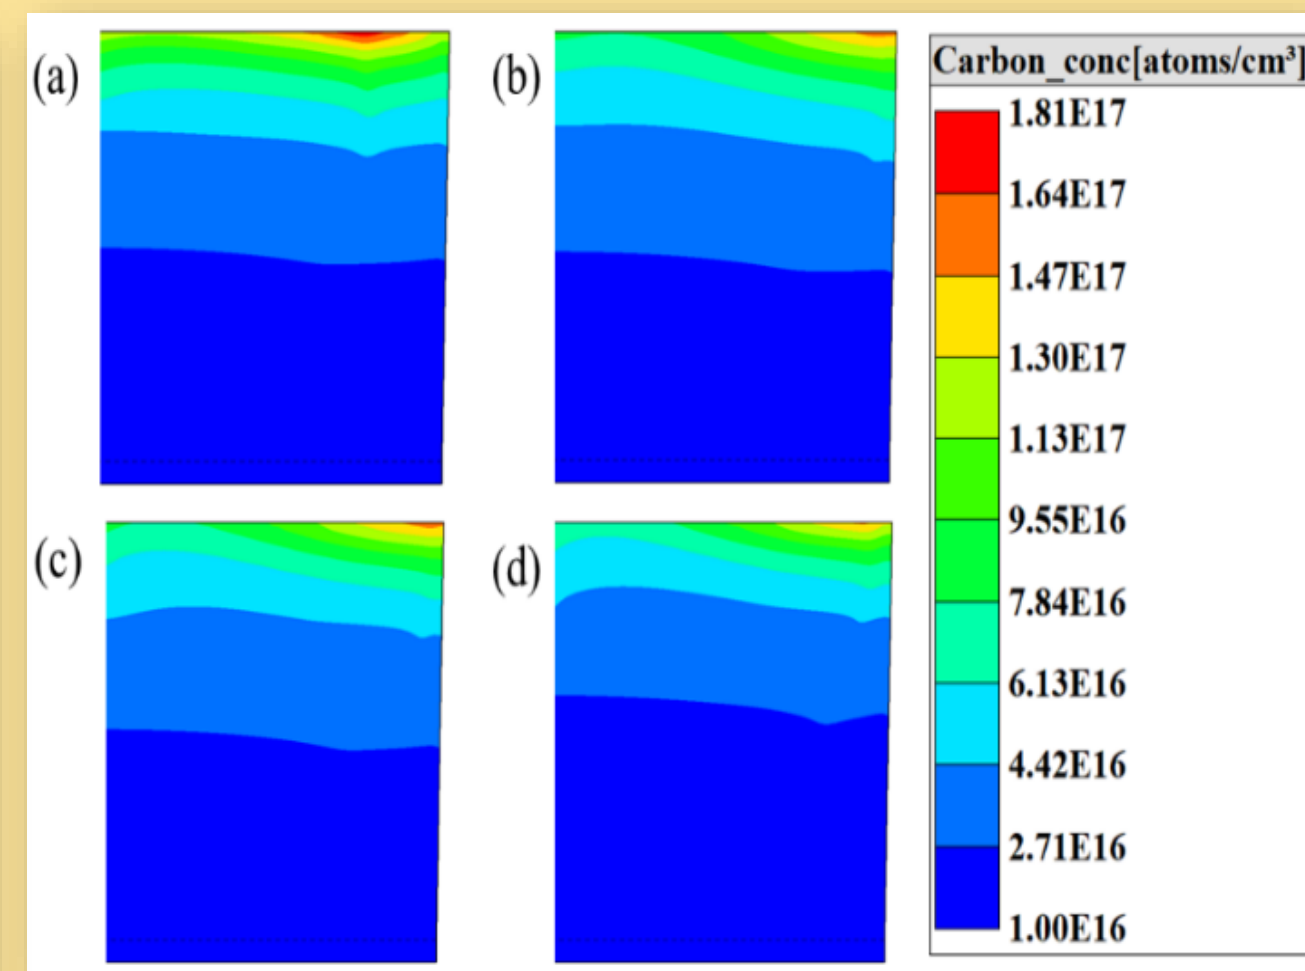 (a)
(b)
(c)
(d)
Carbon_conc[atoms/cm³]
1.81E17
1.64E17
1.47E17
1.30E17
1.13E17
9.55E16
7.84E16
6.13E16
4.42E16
2.71E16
1.00E16